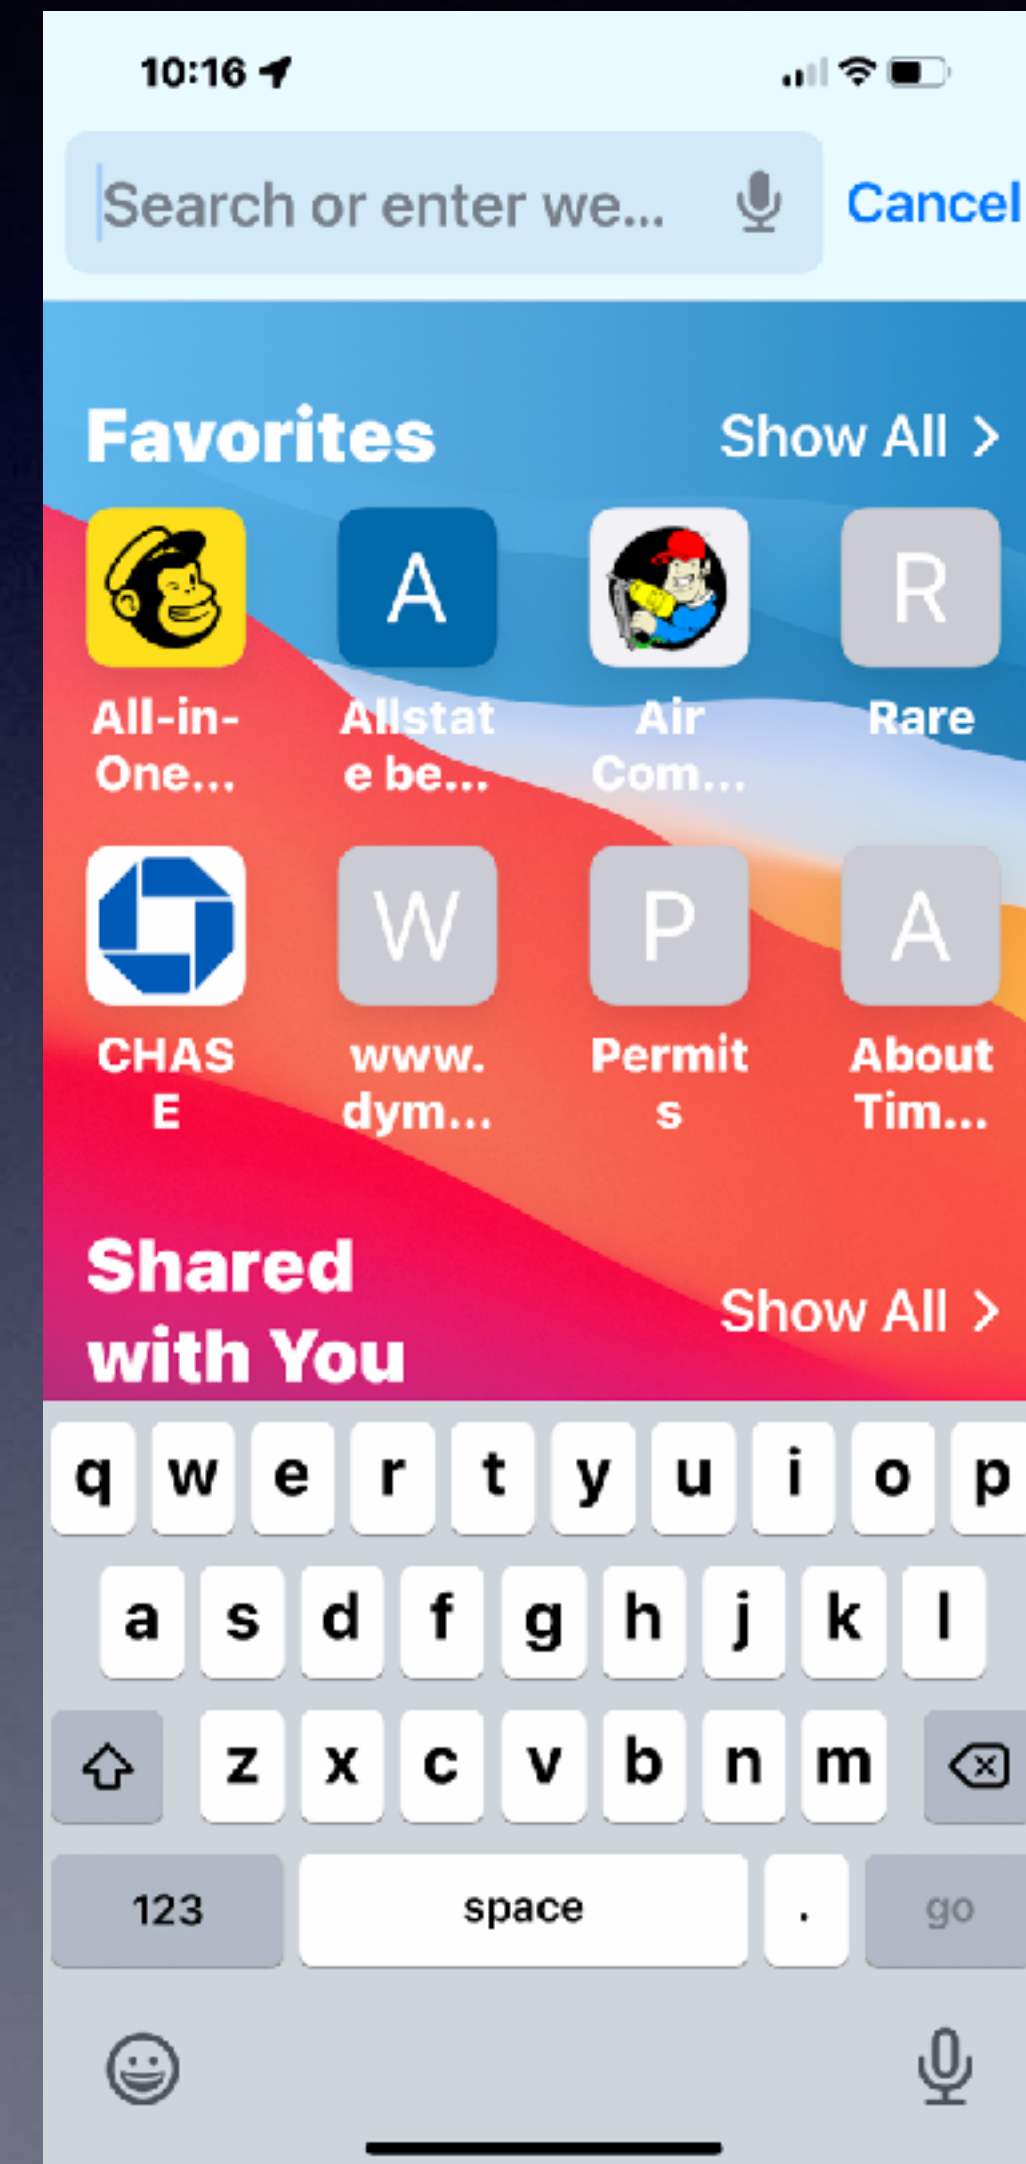 10:16
Search or enter we... Cancel
Favorites Show All >
A R
All-in- Allstat Air Rare
One... e be... Com...
W P A
CHAS www. Permit About
E dym... s Tim...
Shared
with You Show All >
q w e r t y u i o p
a s d f g h j k l
z x c v b n m
123 space . go